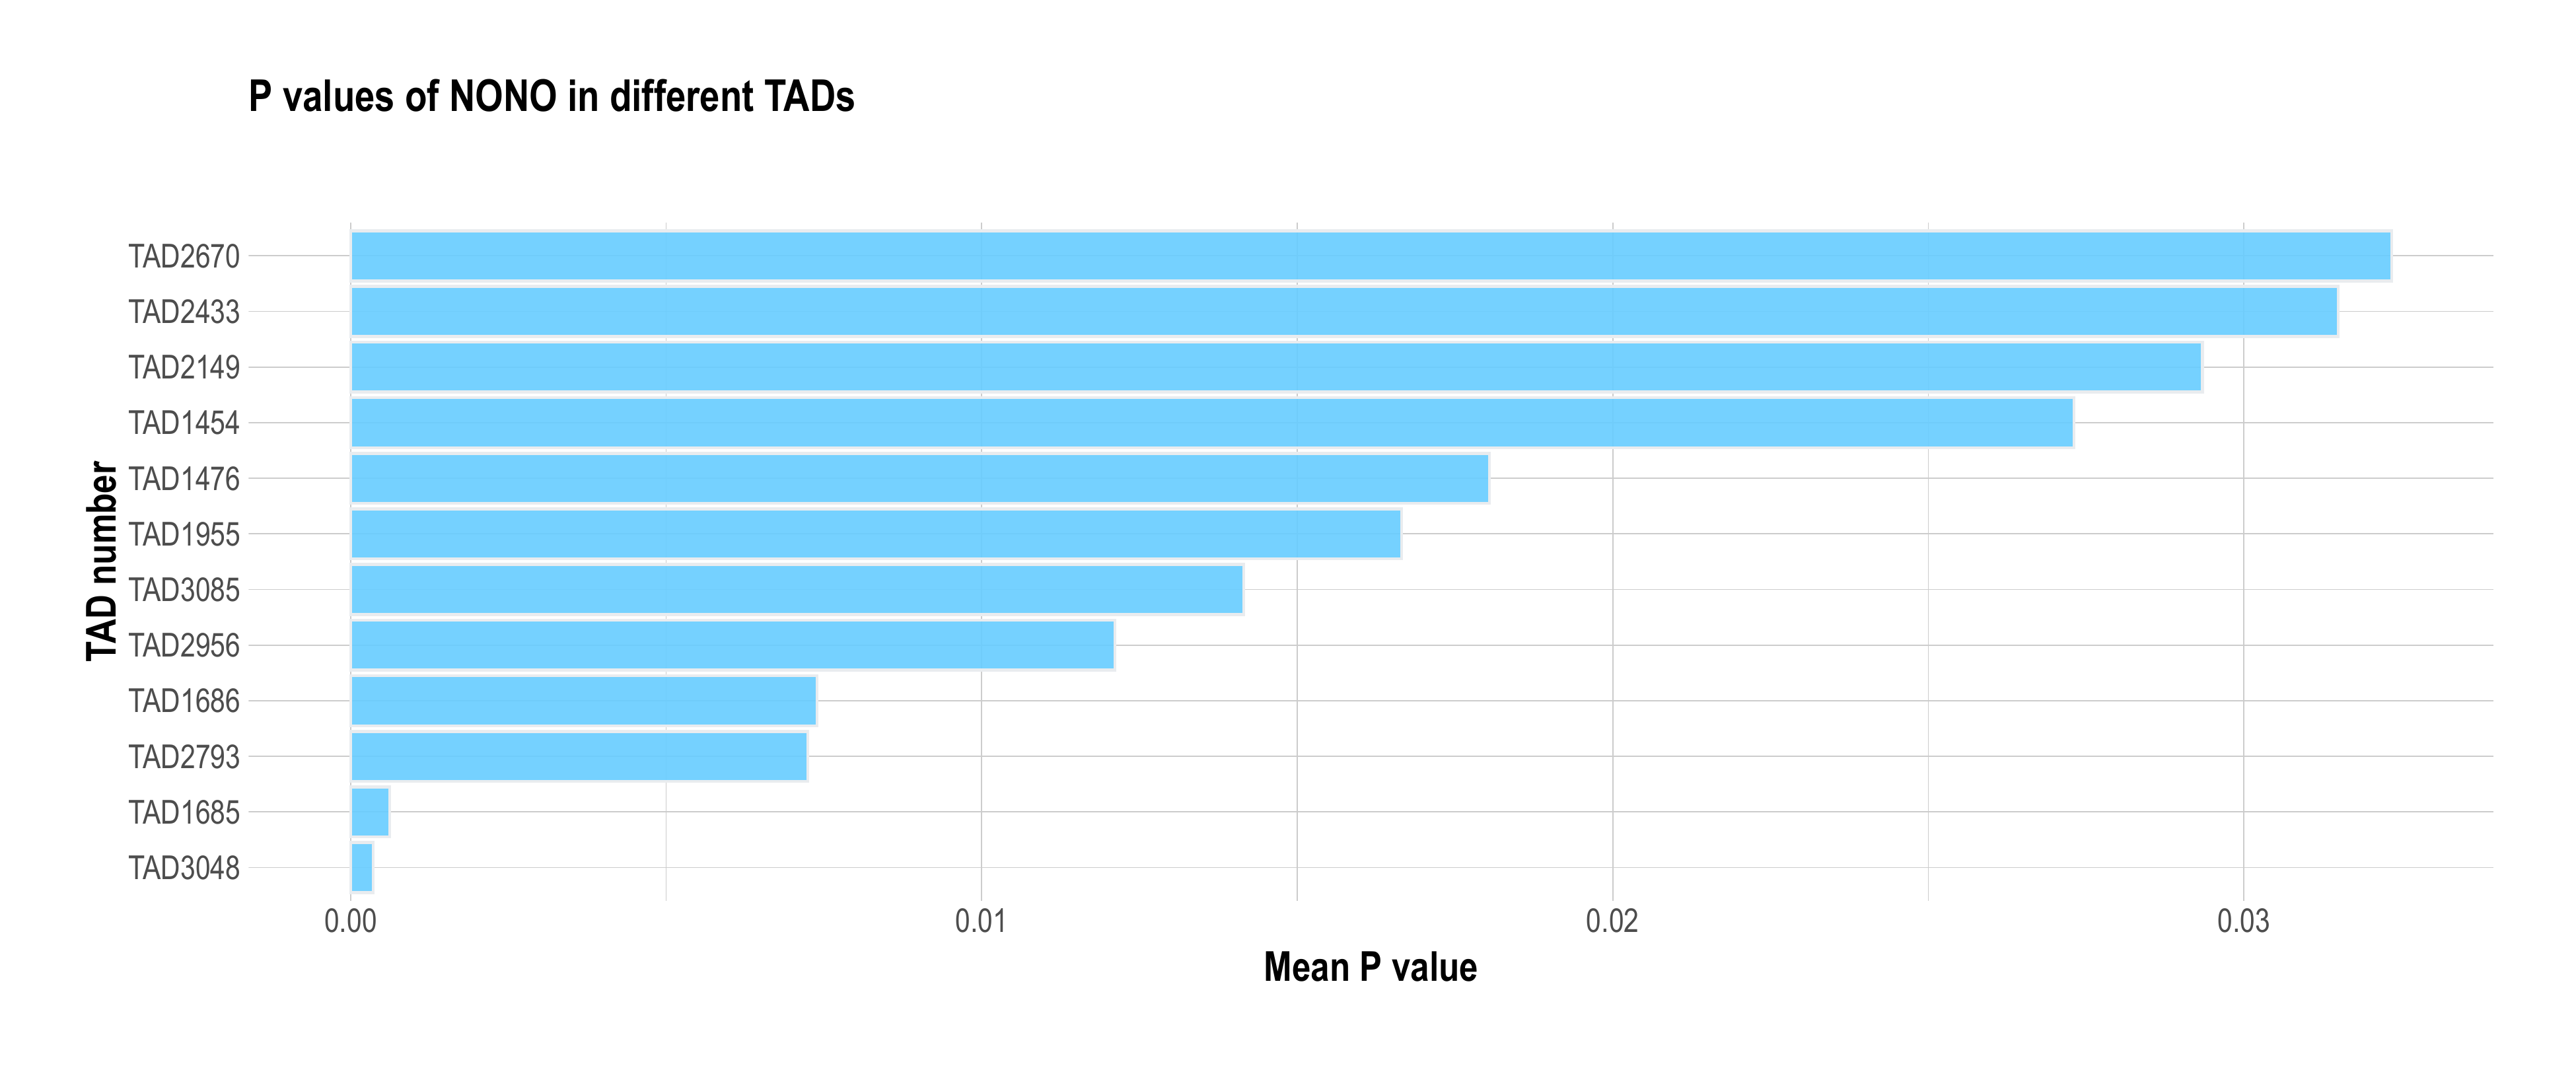 P values of NONO in different TADs
TAD number
TAD2670
TAD2433
TAD2149
TAD1454
TAD1476
TAD1955
TAD3085
TAD2956
TAD1686
TAD2793
TAD1685
TAD3048
0.00 0.01 0.02 0.03
Mean P value